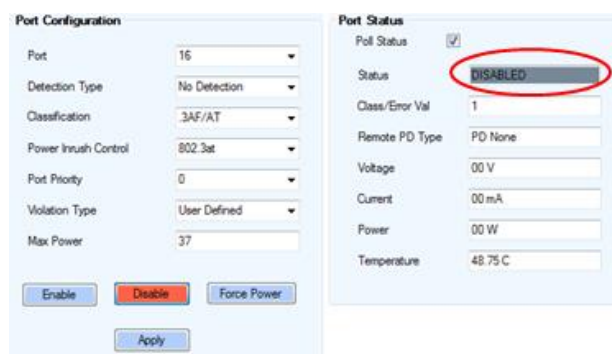 Port Configuration
Port 16
Detection Type No Detection
Classification .3AF/AT
Power Inrush Control 802.3at
Port Priority 0
Violation Type User Defined
Max Power 37
Enable Disable Force Power
Apply
Port Status
Poll Status
Status DISABLED
Class/Error Val 1
Remote PD Type PD None
Voltage 00 V
Current 00 mA
Power 00 W
Temperature 48.75 C